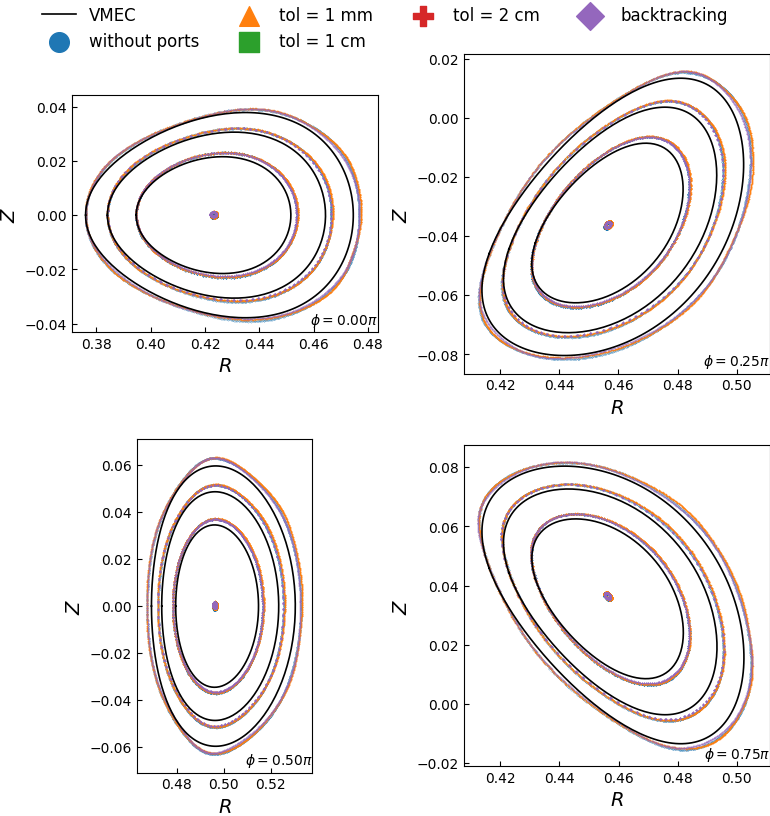 VMEC
without ports
tol = 1 mm
tol = 1 cm
tol = 2 cm
backtracking
0.04
0.02
0.00
−0.02
−0.04
Z
0.38 0.40 0.42 0.44 0.46 0.48
R
ϕ = 0.00π
0.02
0.00
−0.02
−0.04
−0.06
−0.08
Z
0.42 0.44 0.46 0.48 0.50
R
ϕ = 0.25π
0.06
0.04
0.02
0.00
−0.02
−0.04
−0.06
Z
0.48 0.50 0.52
R
ϕ = 0.50π
0.08
0.06
0.04
0.02
0.00
−0.02
Z
0.42 0.44 0.46 0.48 0.50
R
ϕ = 0.75π